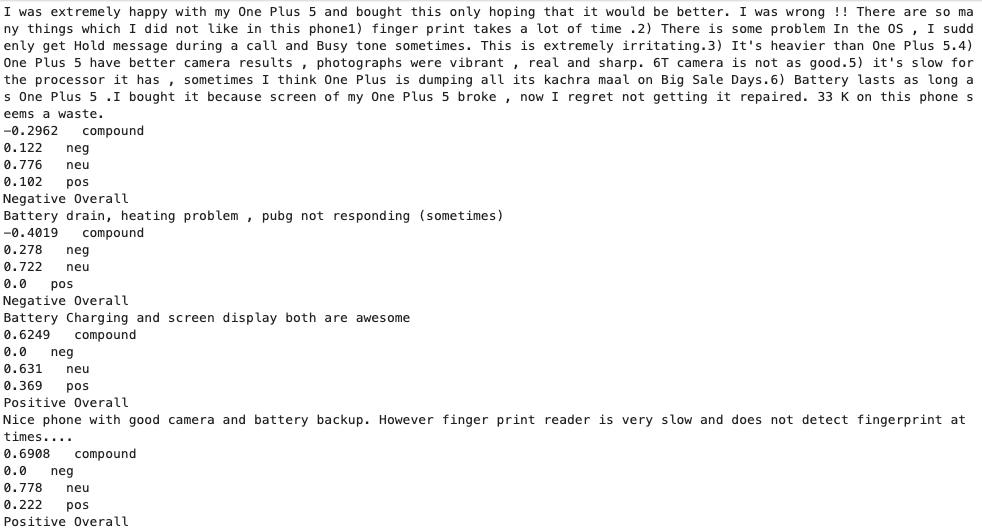 I was extremely happy with my One Plus 5 and bought this only hoping that it would be better. I was wrong !! There are so ma
ny things which I did not like in this phone1) finger print takes a lot of time .2) There is some problem In the OS , I sudd
enly get Hold message during a call and Busy tone sometimes. This is extremely irritating.3) It's heavier than One Plus 5.4)
One Plus 5 have better camera results , photographs were vibrant , real and sharp. 6T camera is not as good.5) it's slow for
the processor it has , sometimes I think One Plus is dumping all its kachra maal on Big Sale Days.6) Battery lasts as long a
s One Plus 5 .I bought it because screen of my One Plus 5 broke , now I regret not getting it repaired. 33 K on this phone s
eems a waste.
−0.2962   compound
0.122   neg
0.776   neu
0.102   pos
Negative Overall
Battery drain, heating problem , pubg not responding (sometimes)
−0.4019   compound
0.278   neg
0.722   neu
0.0   pos
Negative Overall
Battery Charging and screen display both are awesome
0.6249   compound
0.0   neg
0.631   neu
0.369   pos
Positive Overall
Nice phone with good camera and battery backup. However finger print reader is very slow and does not detect fingerprint at
times....
0.6908   compound
0.0   neg
0.778   neu
0.222   pos
Positive Overall